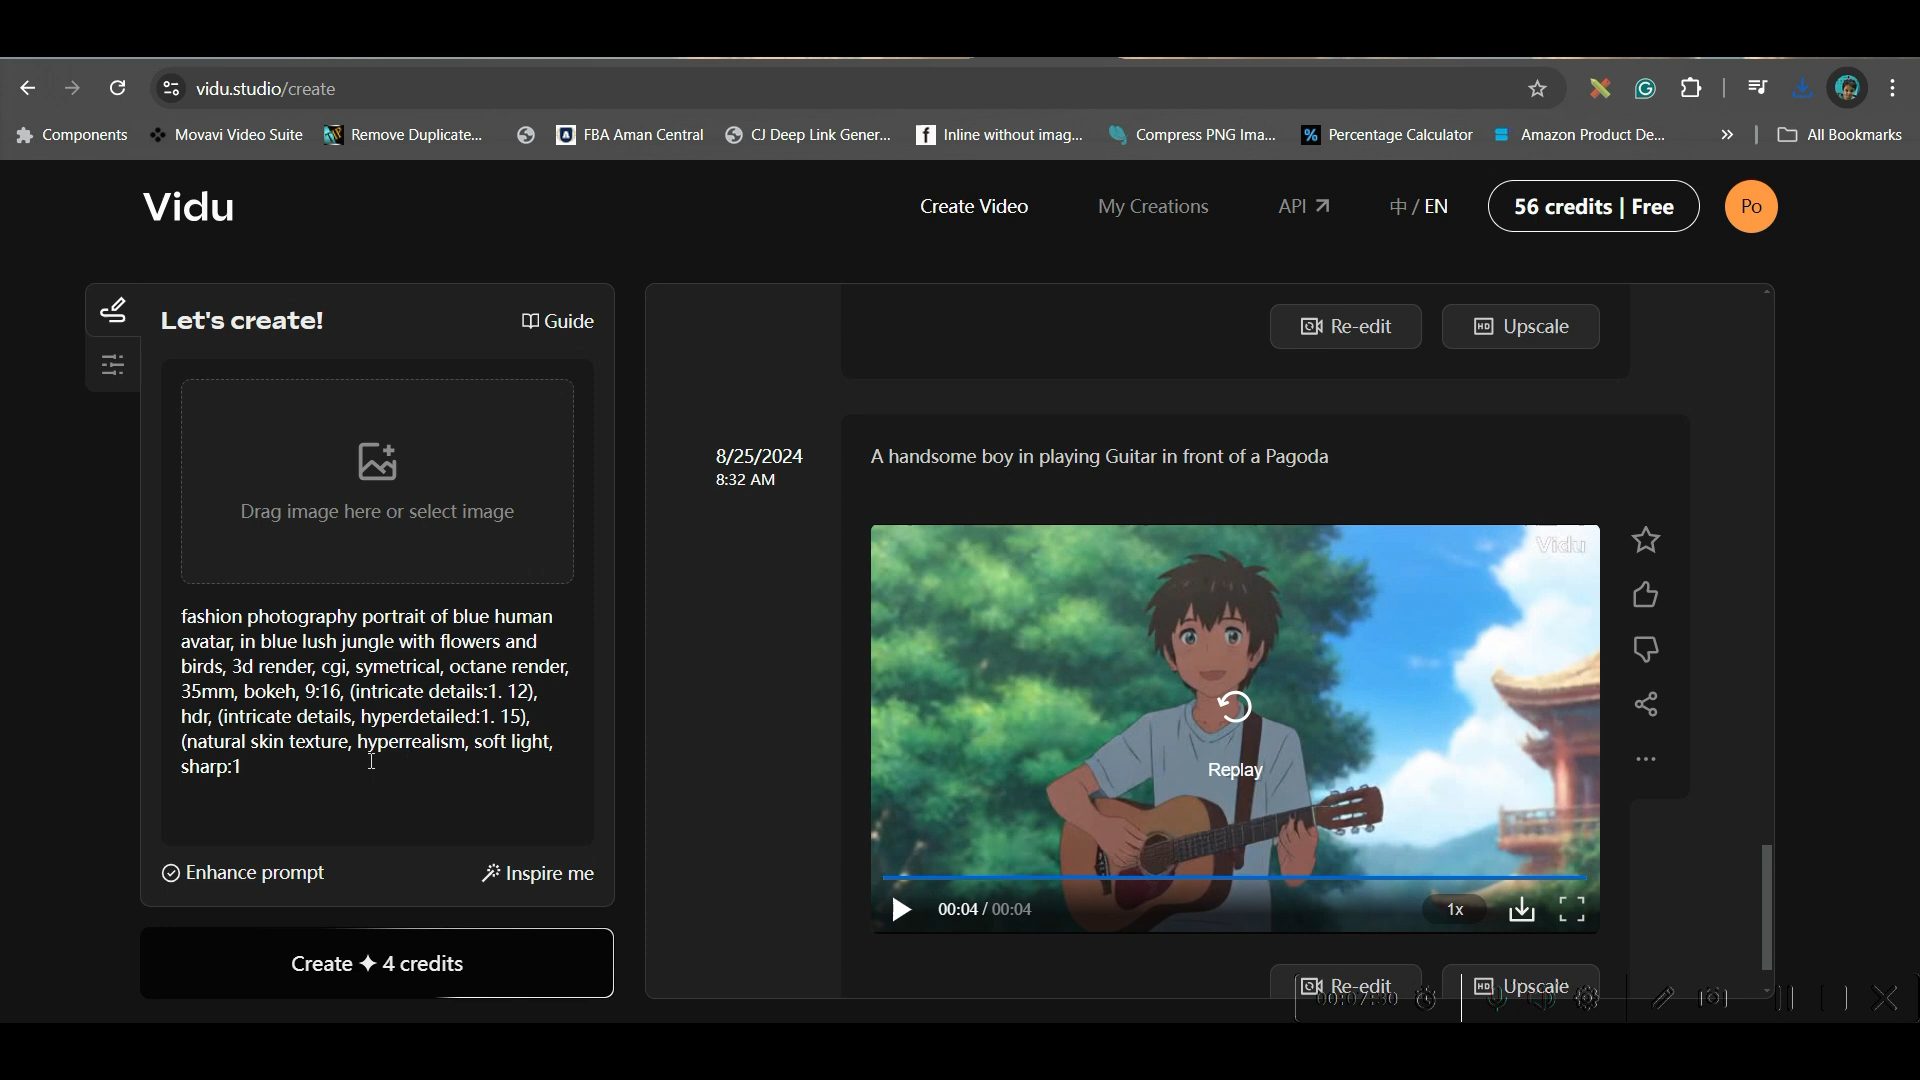 vidu.studio/create
Components
Movavi Video Suite
Remove Duplicate...
FBA Aman Central
CJ Deep Link Gener...
Inline without imag...
Compress PNG Ima...
Percentage Calculator
Amazon Product De...
All Bookmarks
Vidu
Create Video
My Creations
API
中 / EN
56 credits | Free
Po
Let's create!
Guide
Drag image here or select image
fashion photography portrait of blue human
avatar, in blue lush jungle with flowers and
birds, 3d render, cgi, symetrical, octane render,
35mm, bokeh, 9:16, (intricate details:1. 12),
hdr, (intricate details, hyperdetailed:1. 15),
(natural skin texture, hyperrealism, soft light,
sharp:1
Enhance prompt
Inspire me
Create ✦ 4 credits
Re-edit
HD Upscale
8/25/2024
8:32 AM
A handsome boy in playing Guitar in front of a Pagoda
Vidu
Replay
00:04 / 00:04
1x
Re-edit
HD Upscale
00:07:30